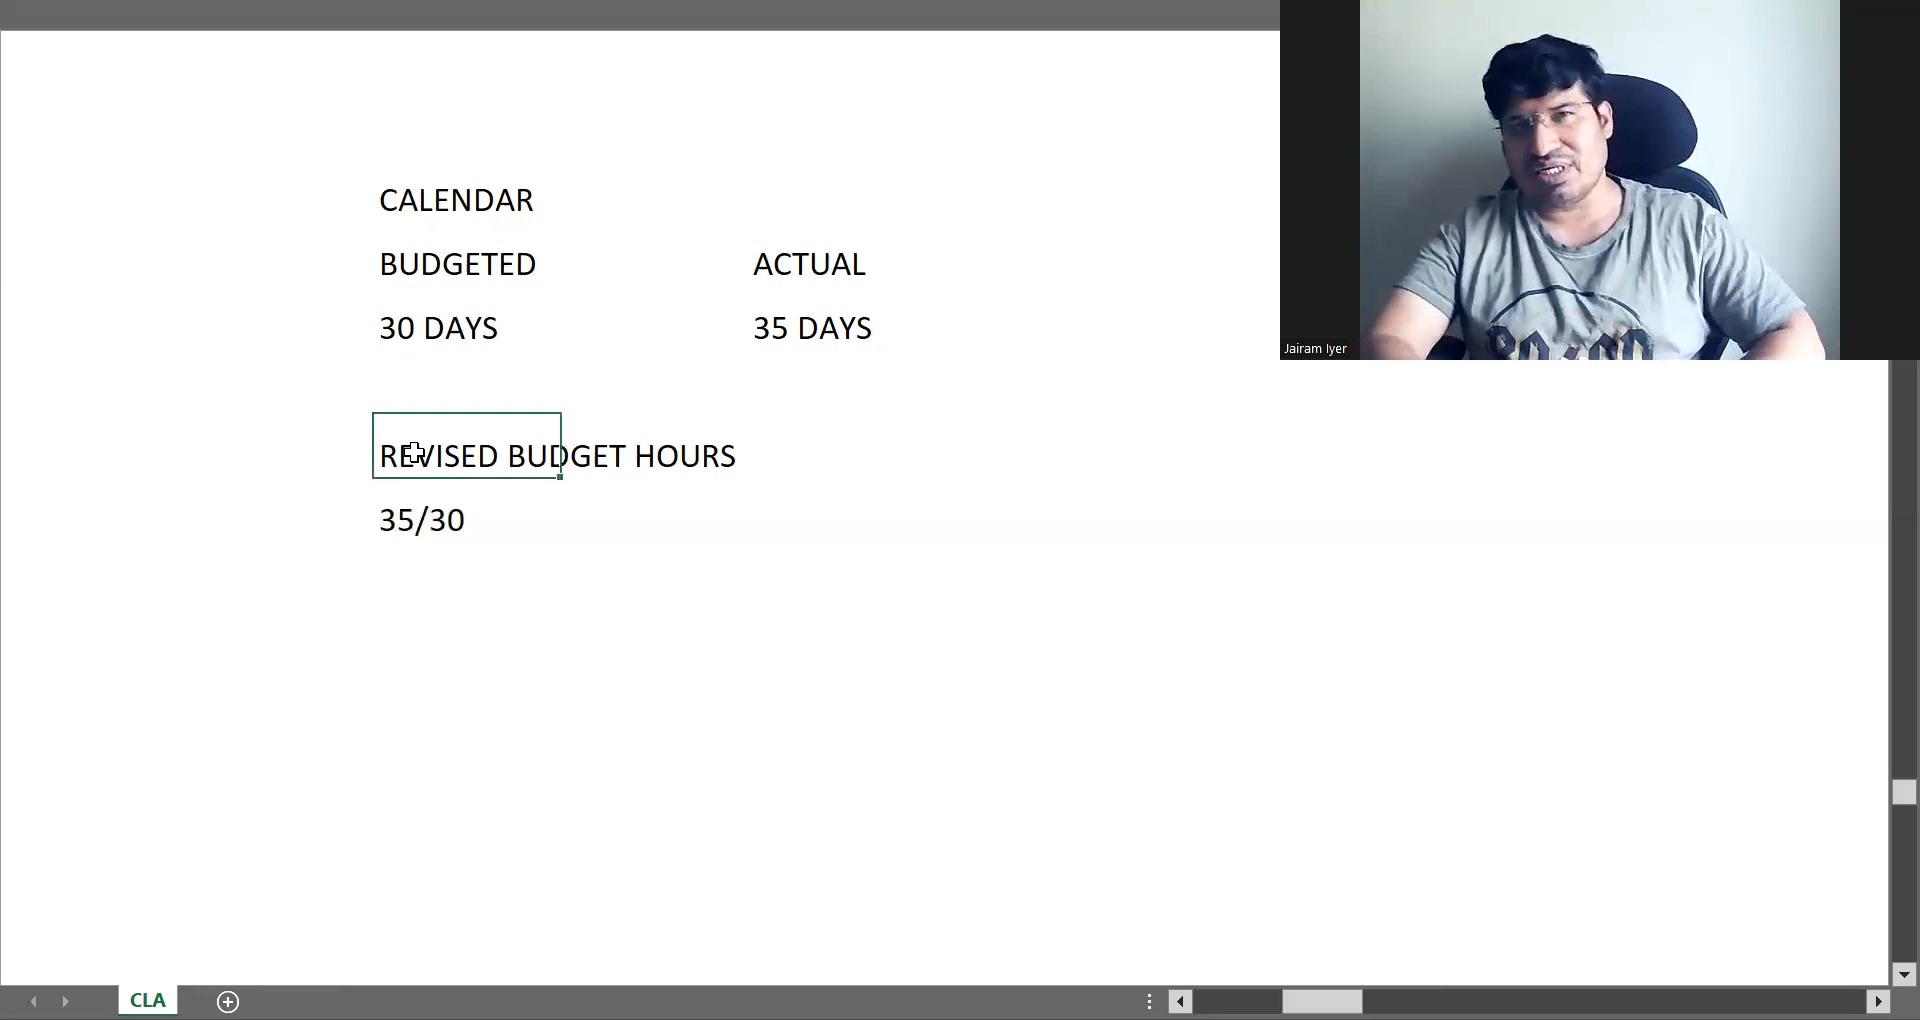 CALENDAR
BUDGETED ACTUAL
30 DAYS 35 DAYS
REVISED BUDGET HOURS
35/30
Jairam Iyer
CLA